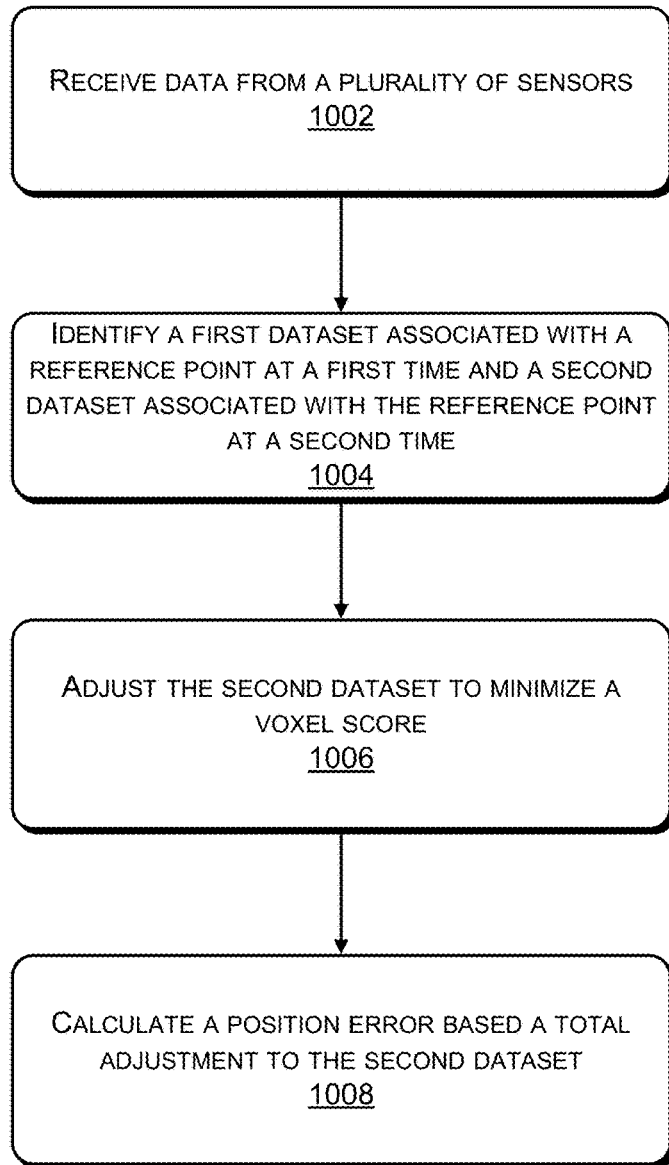 RECEIVE DATA FROM A PLURALITY OF SENSORS
1002
IDENTIFY A FIRST DATASET ASSOCIATED WITH A
REFERENCE POINT AT A FIRST TIME AND A SECOND
DATASET ASSOCIATED WITH THE REFERENCE POINT
AT A SECOND TIME
1004
ADJUST THE SECOND DATASET TO MINIMIZE A
VOXEL SCORE
1006
CALCULATE A POSITION ERROR BASED A TOTAL
ADJUSTMENT TO THE SECOND DATASET
1008